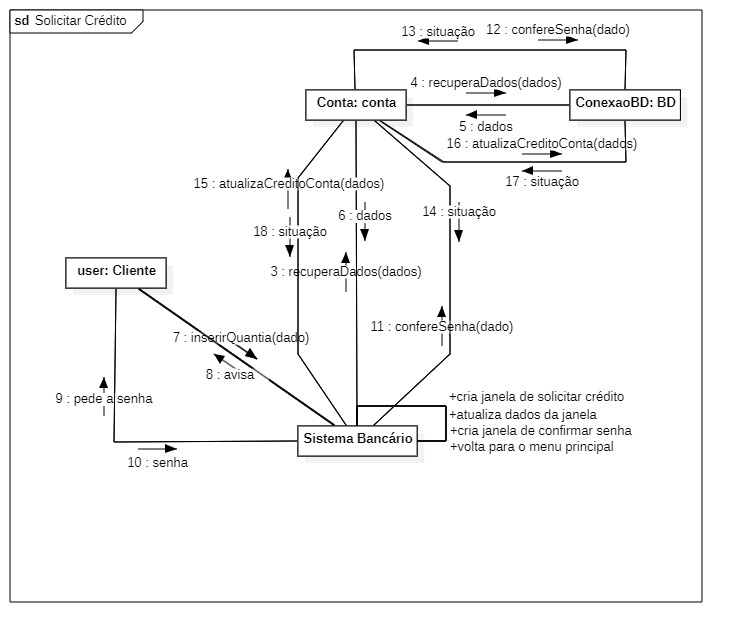 sd Solicitar Crédito
13 : situação
12 : confereSenha(dado)
4 : recuperaDados(dados)
Conta: conta
ConexaoBD: BD
5 : dados
16 : atualizaCreditoConta(dados)
17 : situação
15 : atualizaCreditoConta(dados)
6 : dados
14 : situação
18 : situação
3 : recuperaDados(dados)
user: Cliente
11 : confereSenha(dado)
7 : inserirQuantia(dado)
8 : avisa
9 : pede a senha
+cria janela de solicitar crédito
+atualiza dados da janela
+cria janela de confirmar senha
+volta para o menu principal
Sistema Bancário
10 : senha